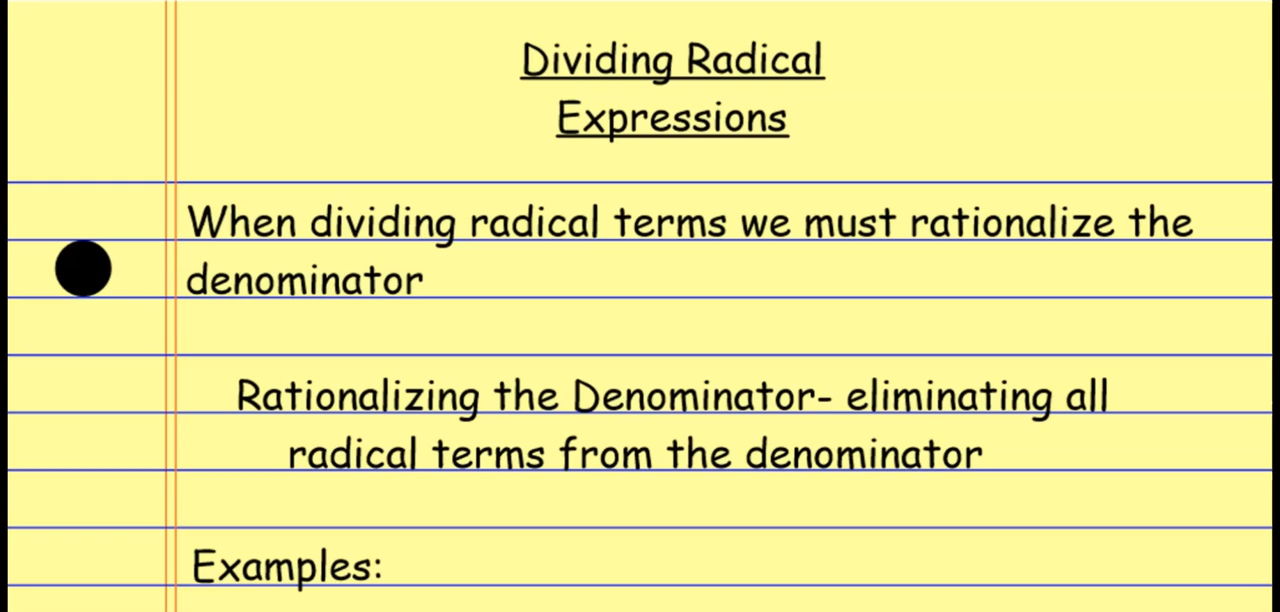 Dividing Radical
Expressions
When dividing radical terms we must rationalize the
denominator
Rationalizing the Denominator- eliminating all
radical terms from the denominator
Examples: